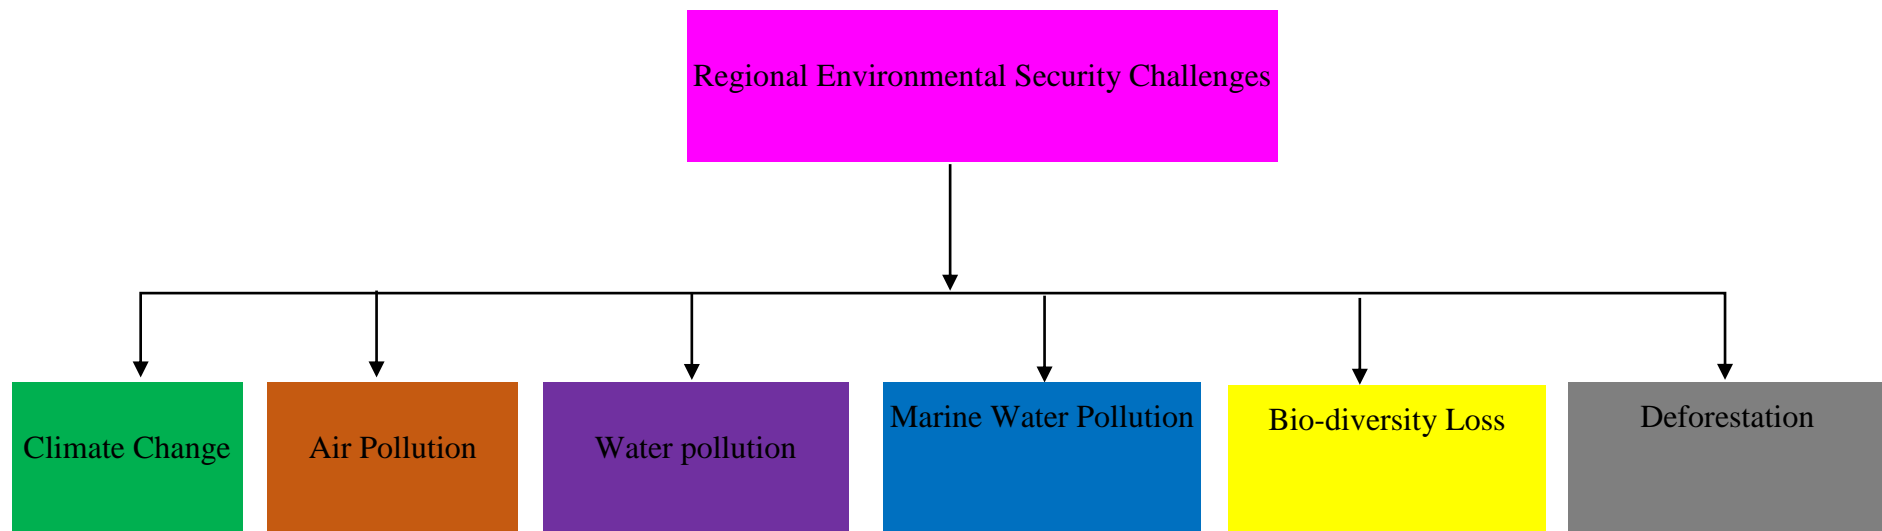 Regional Environmental Security Challenges
Climate Change
Air Pollution
Water pollution
Marine Water Pollution
Bio-diversity Loss
Deforestation